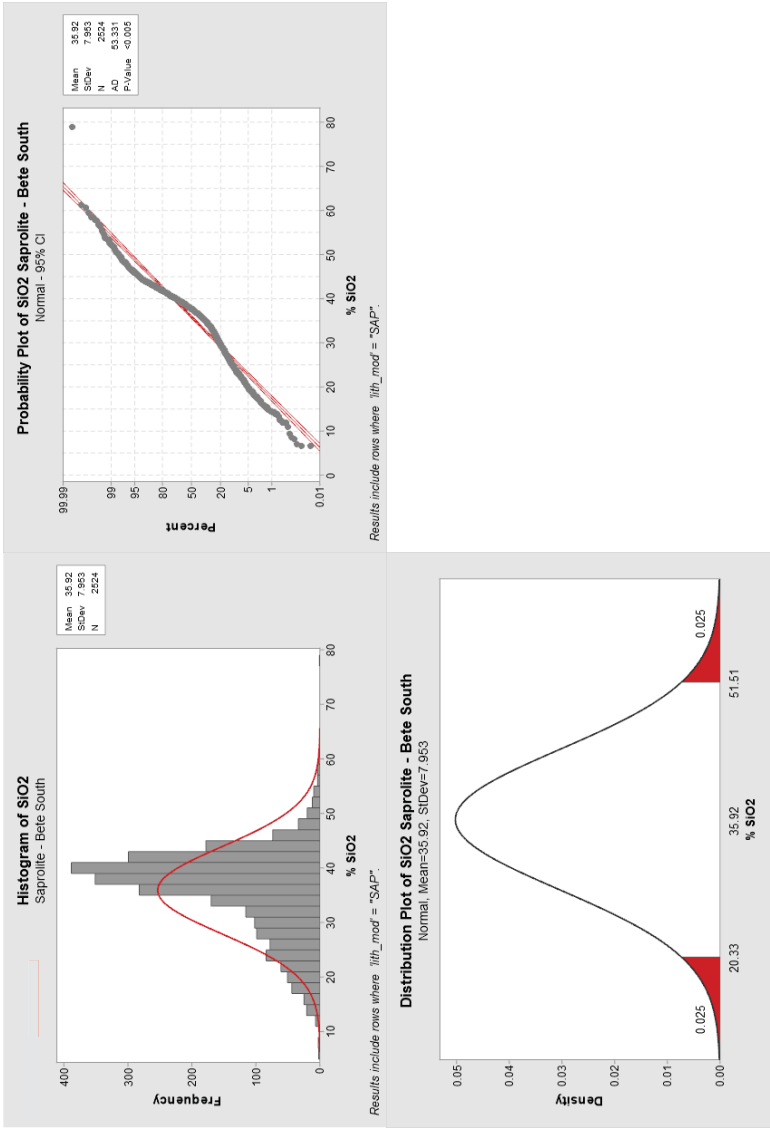 Histogram of SiO2
Saprolite - Bete South
Mean 35.92
StDev 7.953
N 2524
Frequency
400
300
200
100
0
10 20 30 40 50 60 70 80
% SiO2
Results include rows where 'lith_mod' = "SAP".
Probability Plot of SiO2 Saprolite - Bete South
Normal - 95% CI
Mean 35.92
StDev 7.953
N 2524
AD 53.331
P-Value <0.005
Percent
99.99
99
95
80
50
20
5
1
0.01
0 10 20 30 40 50 60 70 80
% SiO2
Results include rows where 'lith_mod' = "SAP".
Distribution Plot of SiO2 Saprolite - Bete South
Normal, Mean=35.92, StDev=7.953
Density
0.05
0.04
0.03
0.02
0.01
0.00
0.025
0.025
20.33 35.92 51.51
% SiO2